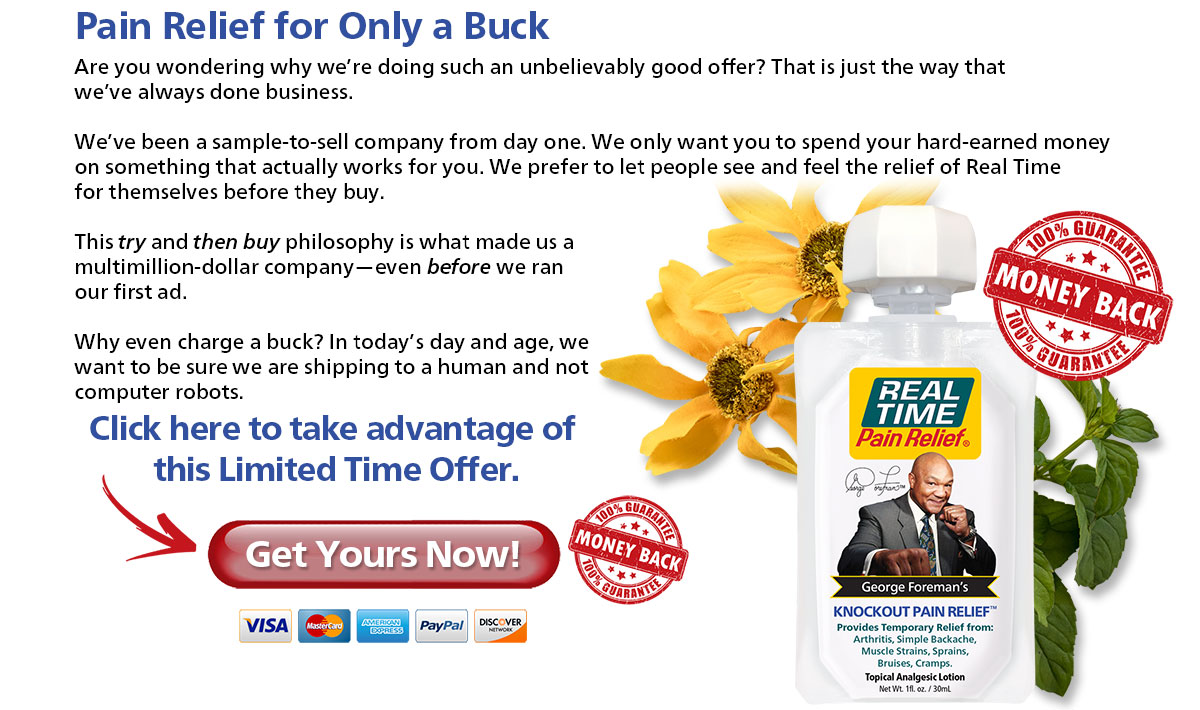 Pain Relief for Only a Buck
Are you wondering why we’re doing such an unbelievably good offer? That is just the way that
we’ve always done business.
We’ve been a sample-to-sell company from day one. We only want you to spend your hard-earned money
on something that actually works for you. We prefer to let people see and feel the relief of Real Time
for themselves before they buy.
This try and then buy philosophy is what made us a
multimillion-dollar company—even before we ran
our first ad.
Why even charge a buck? In today’s day and age, we
want to be sure we are shipping to a human and not
computer robots.
Click here to take advantage of
this Limited Time Offer.
Get Yours Now!
100% GUARANTEE
MONEY BACK
100% GUARANTEE
VISA
MasterCard
AMERICAN
EXPRESS
PayPal
DISCOVER
NETWORK
100% GUARANTEE
MONEY BACK
100% GUARANTEE
REAL
TIME
Pain Relief®
George Foreman™
George Foreman’s
KNOCKOUT PAIN RELIEF™
Provides Temporary Relief from:
Arthritis, Simple Backache,
Muscle Strains, Sprains,
Bruises, Cramps.
Topical Analgesic Lotion
Net Wt. 1fl. oz. / 30mL